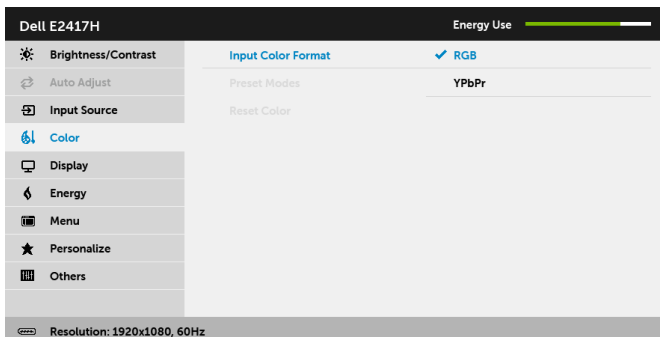 Dell E2417H Energy Use
Brightness/Contrast Input Color Format RGB
Auto Adjust Preset Modes YPbPr
Input Source Reset Color
Color
Display
Energy
Menu
Personalize
Others
Resolution: 1920x1080, 60Hz